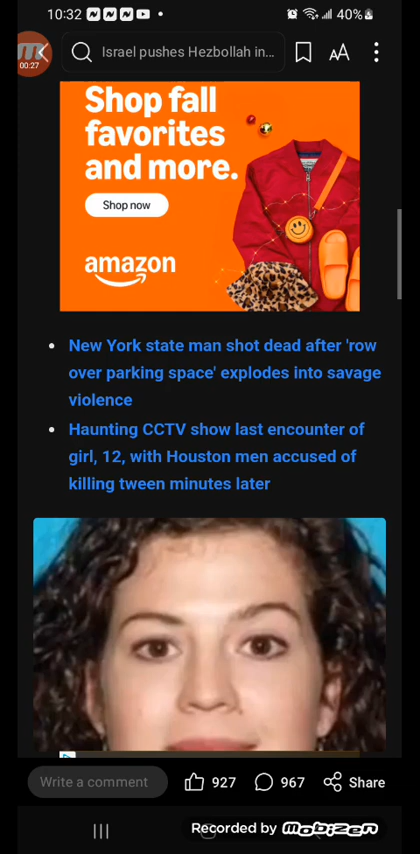 10:32
40%
00:27
Israel pushes Hezbollah in...
AA
Shop fall
favorites
and more.
Shop now
amazon
New York state man shot dead after 'row
over parking space' explodes into savage
violence
Haunting CCTV show last encounter of
girl, 12, with Houston men accused of
killing tween minutes later
Write a comment
927
967
Share
Recorded by mobizen